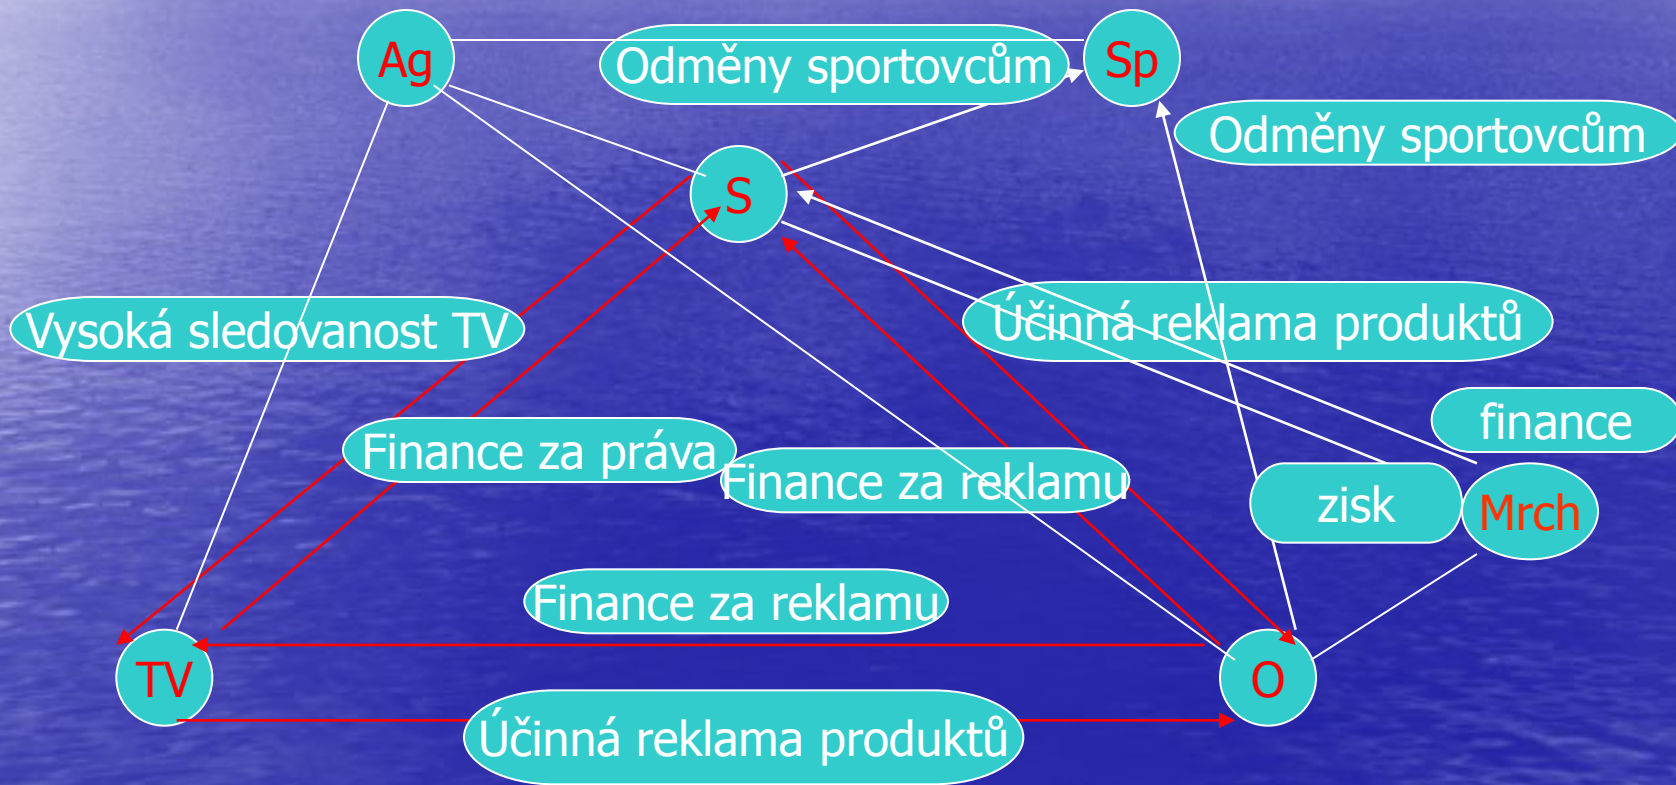 Ag
Odměny sportovcům
Sp
Odměny sportovcům
S
Vysoká sledovanost TV
Účinná reklama produktů
finance
Finance za práva
Finance za reklamu
zisk
Mrch
Finance za reklamu
TV
O
Účinná reklama produktů